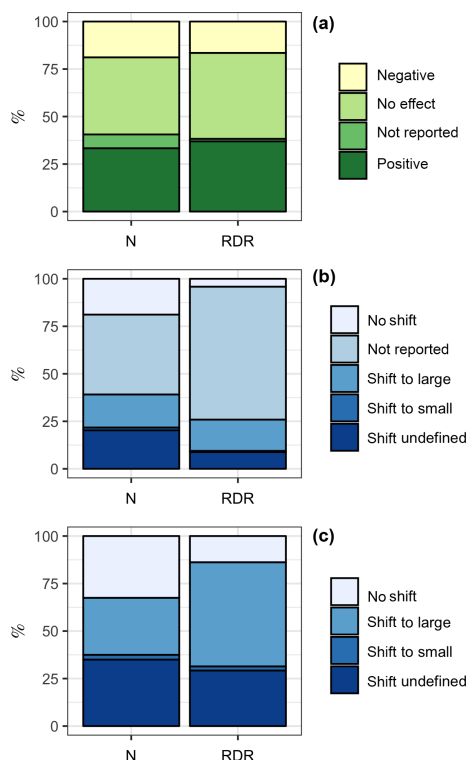 (a)
100
75
50
25
0
%
N
RDR
Negative
No effect
Not reported
Positive
(b)
100
75
50
25
0
%
N
RDR
No shift
Not reported
Shift to large
Shift to small
Shift undefined
(c)
100
75
50
25
0
%
N
RDR
No shift
Shift to large
Shift to small
Shift undefined